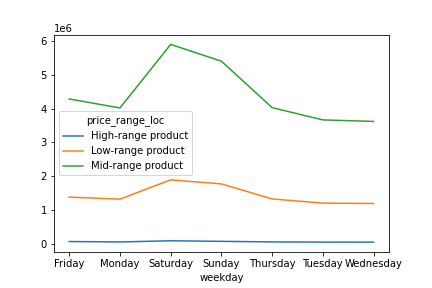 1e6
6
5
4
3
2
1
0
price_range_loc
High-range product
Low-range product
Mid-range product
Friday Monday Saturday Sunday Thursday Tuesday Wednesday
weekday